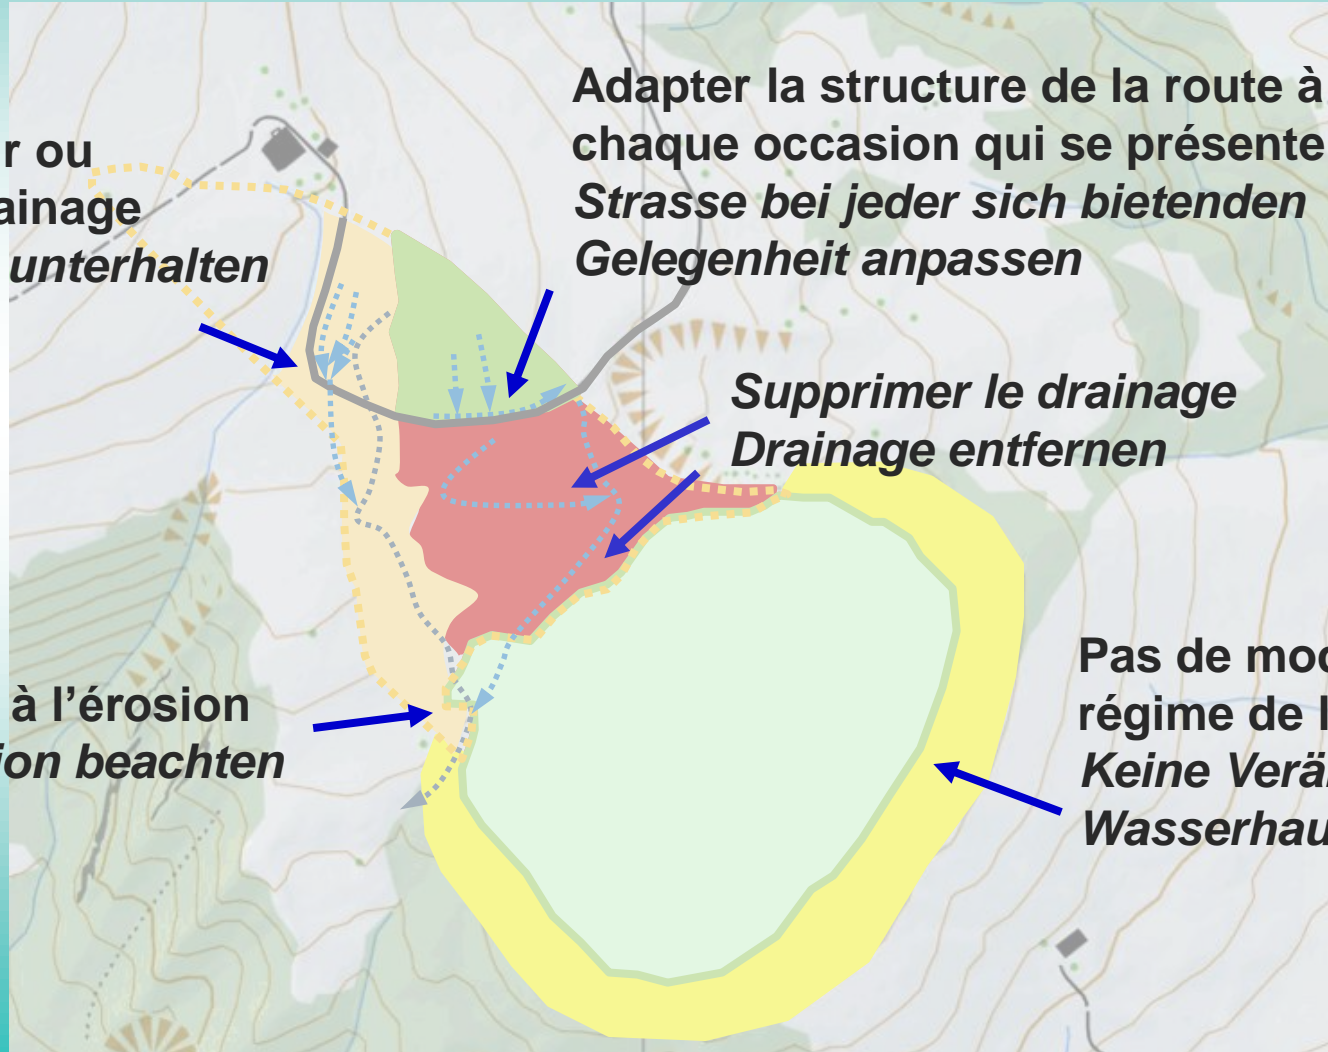 Adapter la structure de la route à
chaque occasion qui se présente
Strasse bei jeder sich bietenden
Gelegenheit anpassen
r ou
ainage
unterhalten
Supprimer le drainage
Drainage entfernen
à l’érosion
ion beachten
Pas de mod
régime de l
Keine Verä
Wasserhau